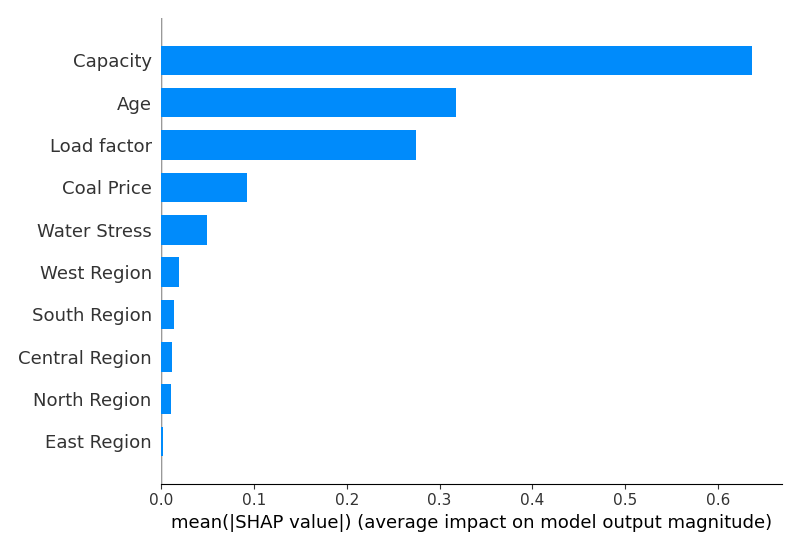 Capacity
Age
Load factor
Coal Price
Water Stress
West Region
South Region
Central Region
North Region
East Region
0.0 0.1 0.2 0.3 0.4 0.5 0.6
mean(|SHAP value|) (average impact on model output magnitude)